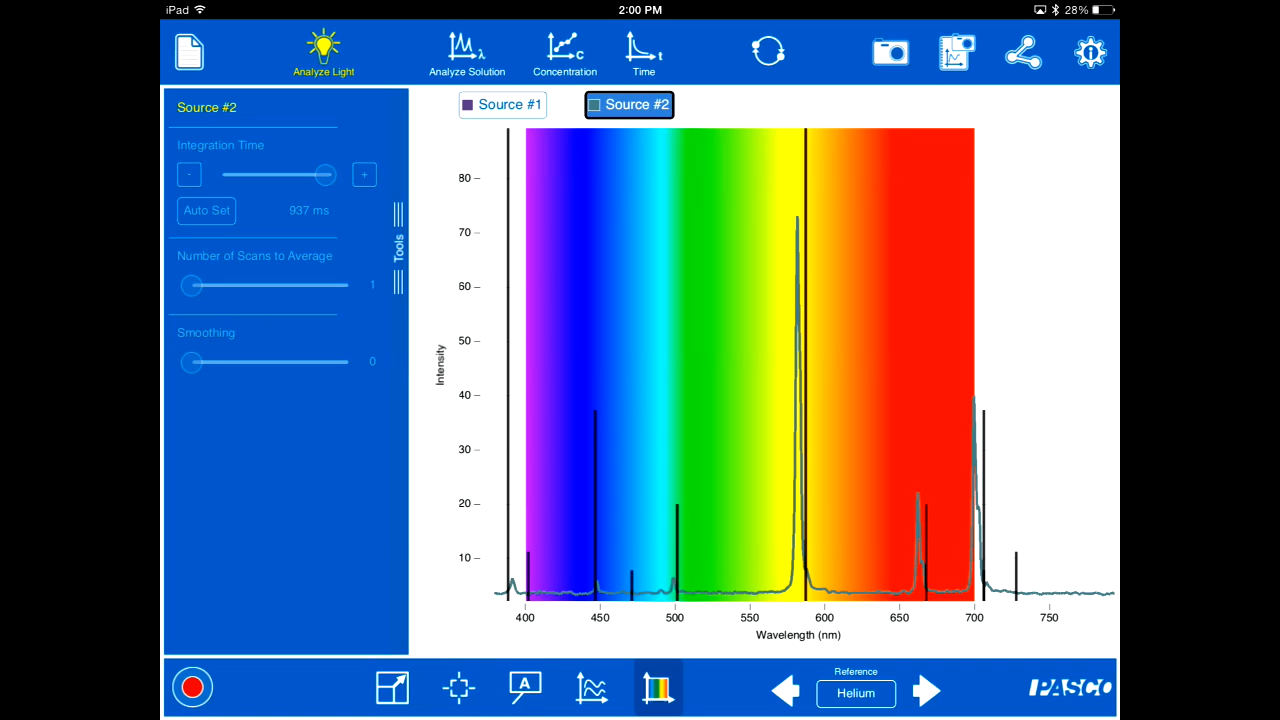 iPad
2:00 PM
28%
Analyze Light
Analyze Solution
Concentration
Time
λ
c
t
Source #2
Integration Time
-
+
Auto Set
937 ms
Number of Scans to Average
1
Smoothing
0
Tools
Source #1
Source #2
Intensity
80
70
60
50
40
30
20
10
400 450 500 550 600 650 700 750
Wavelength (nm)
A
Reference
Helium
PASCO